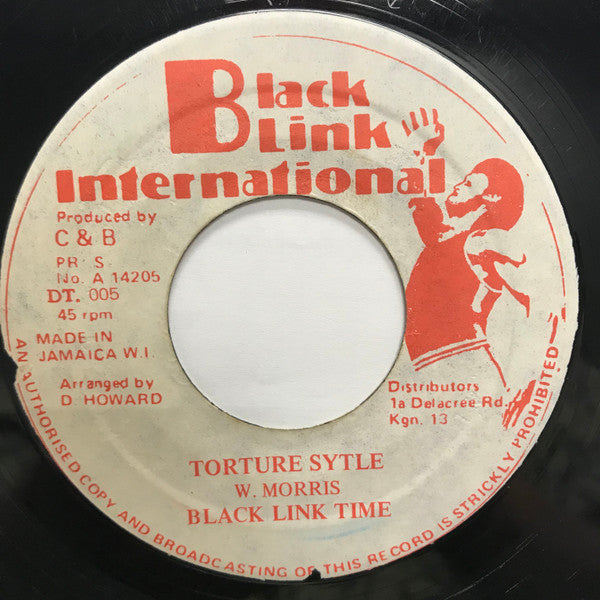 Black
Link
International
Produced by
C & B
PR S
No. A 14205
DT. 005
45 rpm
MADE IN
JAMAICA W.I.
Arranged by
D. HOWARD
Distributors
1a Delacree Rd.
Kgn. 13
TORTURE SYTLE
W. MORRIS
BLACK LINK TIME
AN AUTHORISED COPY AND BROADCASTING OF THIS RECORD IS STRICKLY PROHIBITED